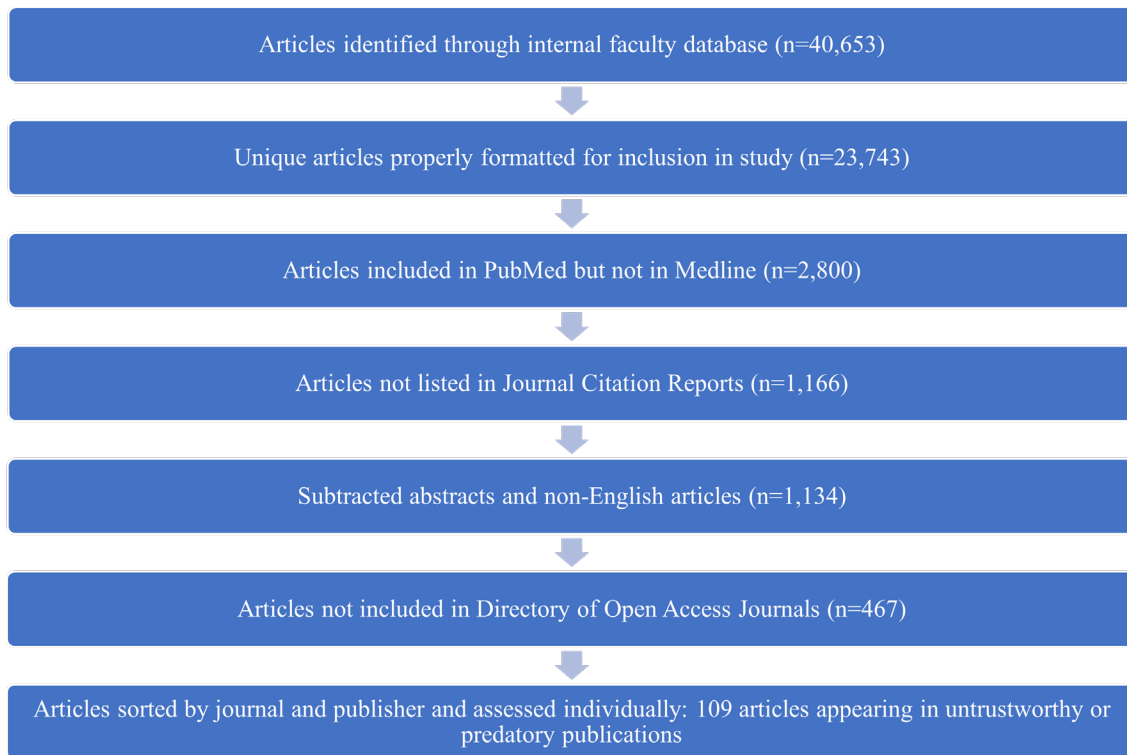 Articles identified through internal faculty database (n=40,653)
Unique articles properly formatted for inclusion in study (n=23,743)
Articles included in PubMed but not in Medline (n=2,800)
Articles not listed in Journal Citation Reports (n=1,166)
Subtracted abstracts and non-English articles (n=1,134)
Articles not included in Directory of Open Access Journals (n=467)
Articles sorted by journal and publisher and assessed individually: 109 articles appearing in untrustworthy or
predatory publications